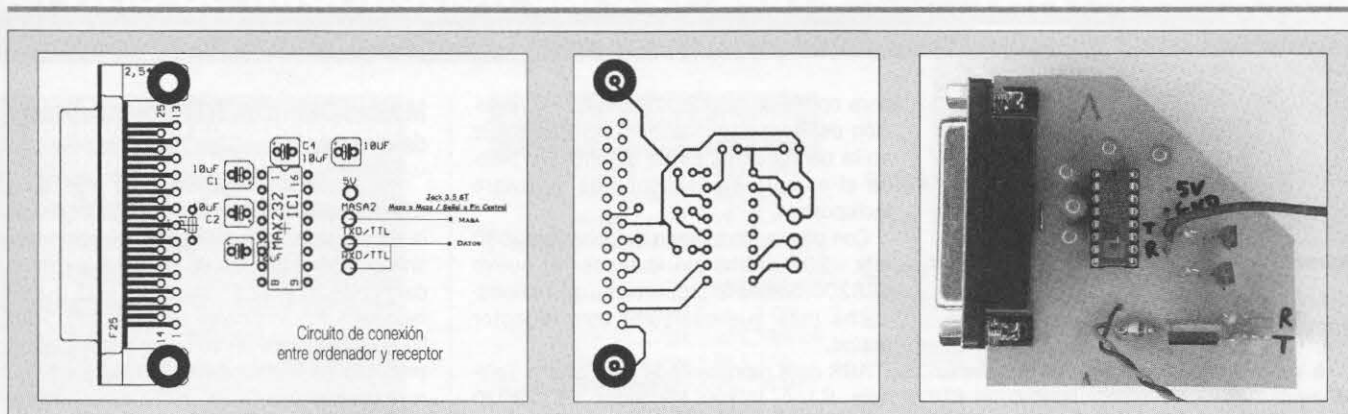 2,54
25
13
14
1
F25
10uF
C1
10uF
C2
C4
10uF
10uF
1
16
MAX232
IC1
8
9
5V
MASA2
TXD/TTL
RXD/TTL
Jack 3.5 ST
Masa a Masa / Señal a Pin Control
MASA
DATOS
Circuito de conexión
entre ordenador y receptor
A
-5V
-GND
T
R
R
T